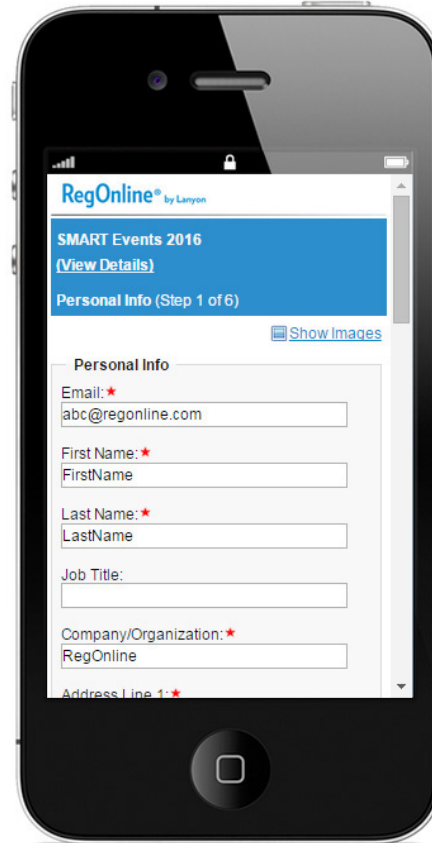 RegOnline® by Lanyon
SMART Events 2016
(View Details)
Personal Info (Step 1 of 6)
Show Images
Personal Info
Email:★
abc@regonline.com
First Name:★
FirstName
Last Name:★
LastName
Job Title:
Company/Organization:★
RegOnline
Address Line 1:★